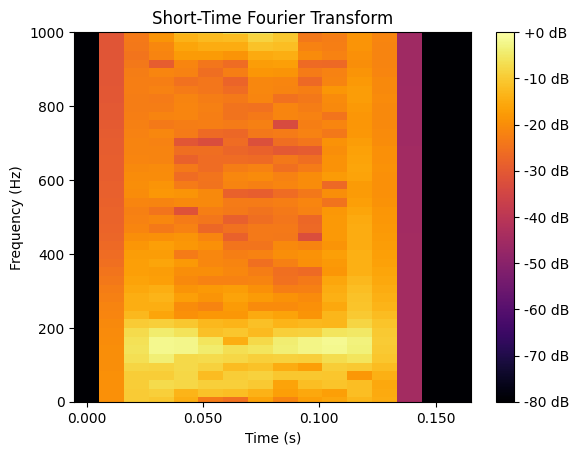 Short-Time Fourier Transform
1000
800
600
400
200
0
Frequency (Hz)
0.000
0.050
0.100
0.150
Time (s)
+0 dB
-10 dB
-20 dB
-30 dB
-40 dB
-50 dB
-60 dB
-70 dB
-80 dB